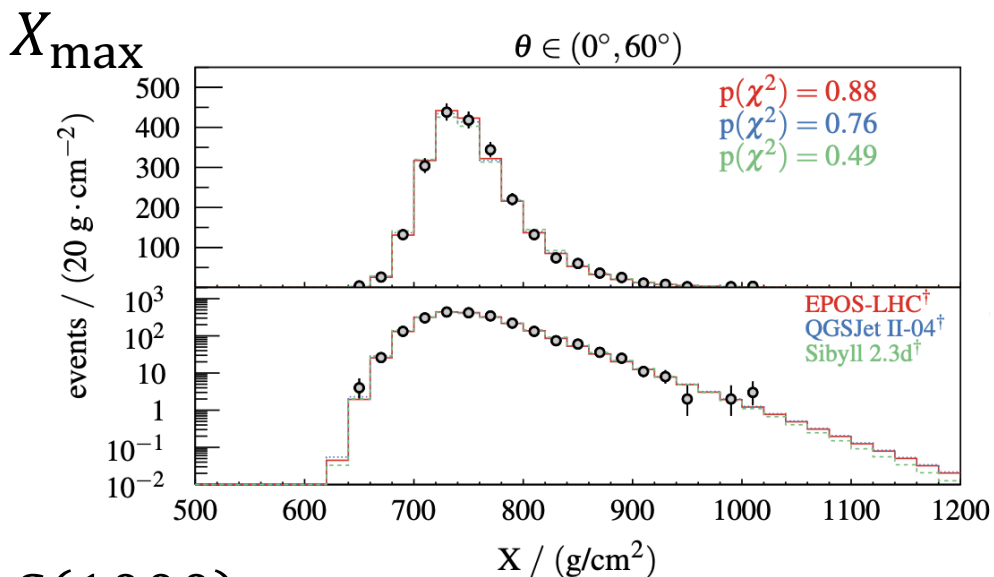 X_max
θ ∈ (0°, 60°)
500
400
300
200
100
p(χ²) = 0.88
p(χ²) = 0.76
p(χ²) = 0.49
events / (20 g·cm⁻²)
10³
10²
10
1
10⁻¹
10⁻²
EPOS-LHC†
QGSJet II-04†
Sibyll 2.3d†
500 600 700 800 900 1000 1100 1200
X / (g/cm²)